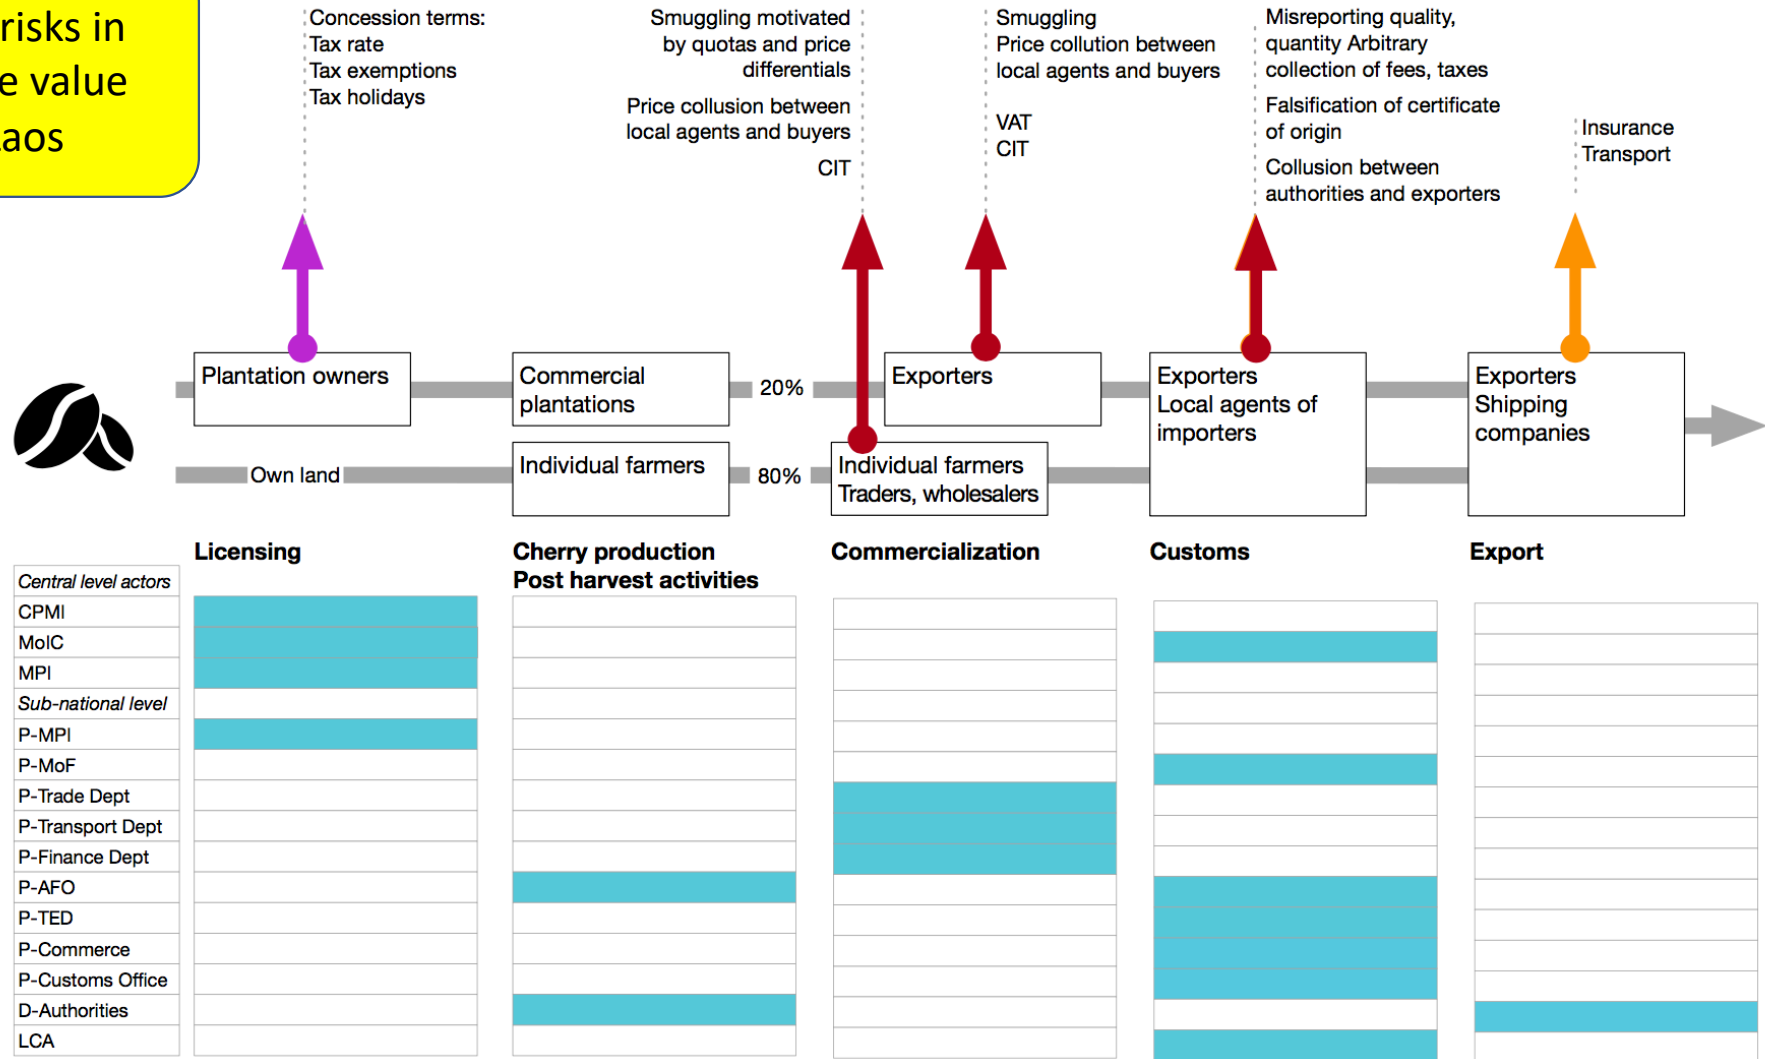 risks in
e value
aos
Concession terms:
Tax rate
Tax exemptions
Tax holidays
Smuggling motivated
by quotas and price
differentials
Price collusion between
local agents and buyers
CIT
Smuggling
Price collution between
local agents and buyers
VAT
CIT
Misreporting quality,
quantity Arbitrary
collection of fees, taxes
Falsification of certificate
of origin
Collusion between
authorities and exporters
Insurance
Transport
Plantation owners
Commercial
plantations
20%
Exporters
Exporters
Local agents of
importers
Exporters
Shipping
companies
Own land
Individual farmers
80%
Individual farmers
Traders, wholesalers
Licensing
Cherry production
Post harvest activities
Commercialization
Customs
Export
Central level actors
CPMI
MoIC
MPI
Sub-national level
P-MPI
P-MoF
P-Trade Dept
P-Transport Dept
P-Finance Dept
P-AFO
P-TED
P-Commerce
P-Customs Office
D-Authorities
LCA